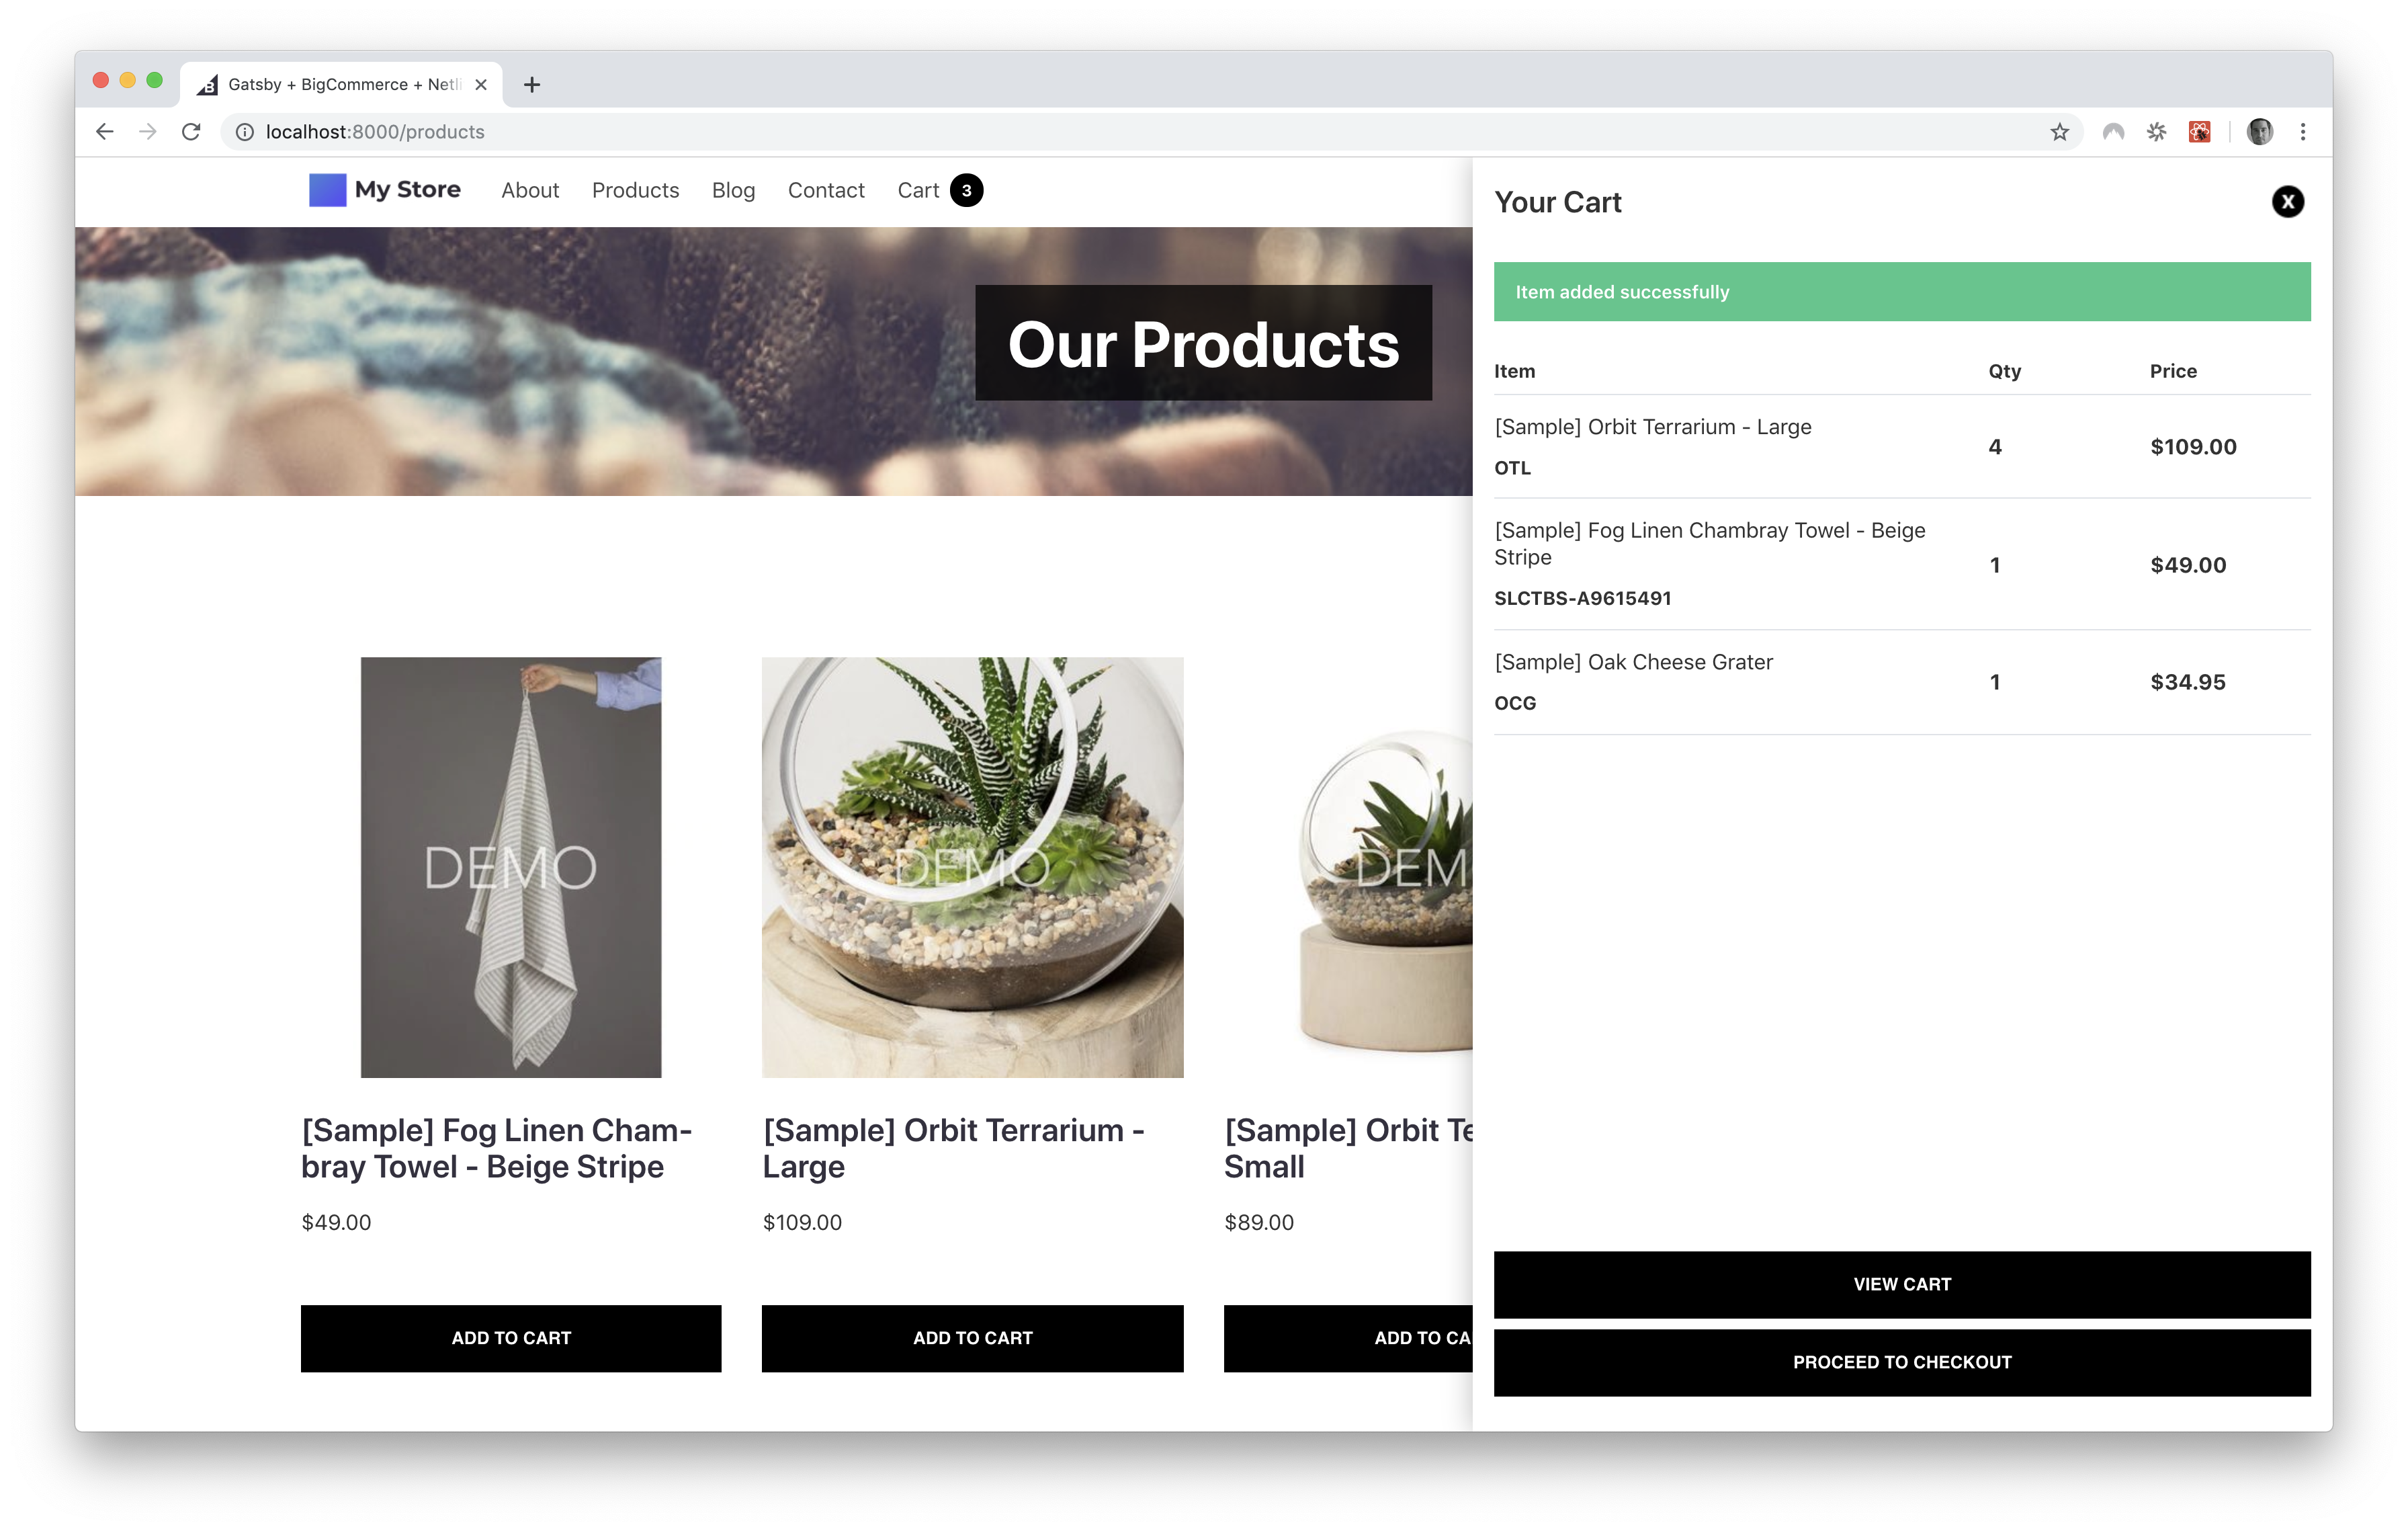 Gatsby + BigCommerce + Netli
localhost:8000/products
My Store About Products Blog Contact Cart 3
Our Products
DEMO
DEMO
DEM
[Sample] Fog Linen Cham-
bray Towel - Beige Stripe
$49.00
ADD TO CART
[Sample] Orbit Terrarium -
Large
$109.00
ADD TO CART
[Sample] Orbit Te
Small
$89.00
ADD TO CA
Your Cart X
Item added successfully
Item Qty Price
[Sample] Orbit Terrarium - Large
OTL
4 $109.00
[Sample] Fog Linen Chambray Towel - Beige
Stripe
SLCTBS-A9615491
1 $49.00
[Sample] Oak Cheese Grater
OCG
1 $34.95
VIEW CART
PROCEED TO CHECKOUT